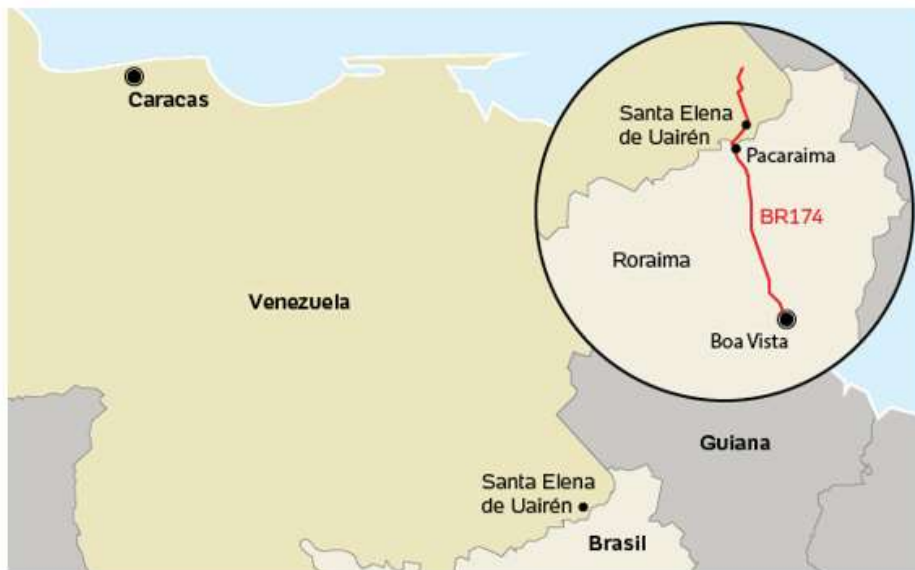 Caracas
Santa Elena
de Uairén
Pacaraima
BR174
Roraima
Boa Vista
Venezuela
Guiana
Santa Elena
de Uairén
Brasil